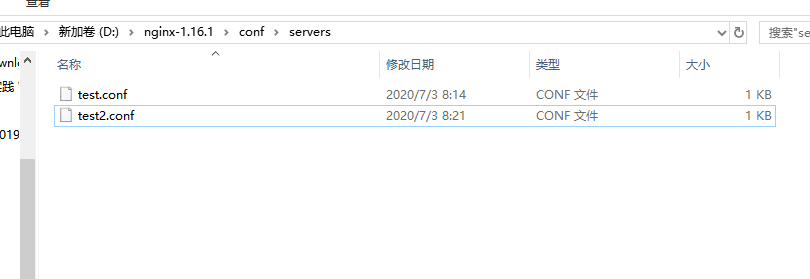 查看
此电脑 > 新加卷 (D:) > nginx-1.16.1 > conf > servers
搜索"se
名称 修改日期 类型 大小
test.conf 2020/7/3 8:14 CONF 文件 1 KB
test2.conf 2020/7/3 8:21 CONF 文件 1 KB
wnlo
实践
019